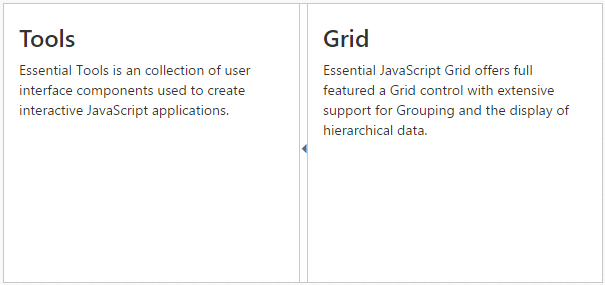 Tools
Essential Tools is an collection of user
interface components used to create
interactive JavaScript applications.
Grid
Essential JavaScript Grid offers full
featured a Grid control with extensive
support for Grouping and the display of
hierarchical data.